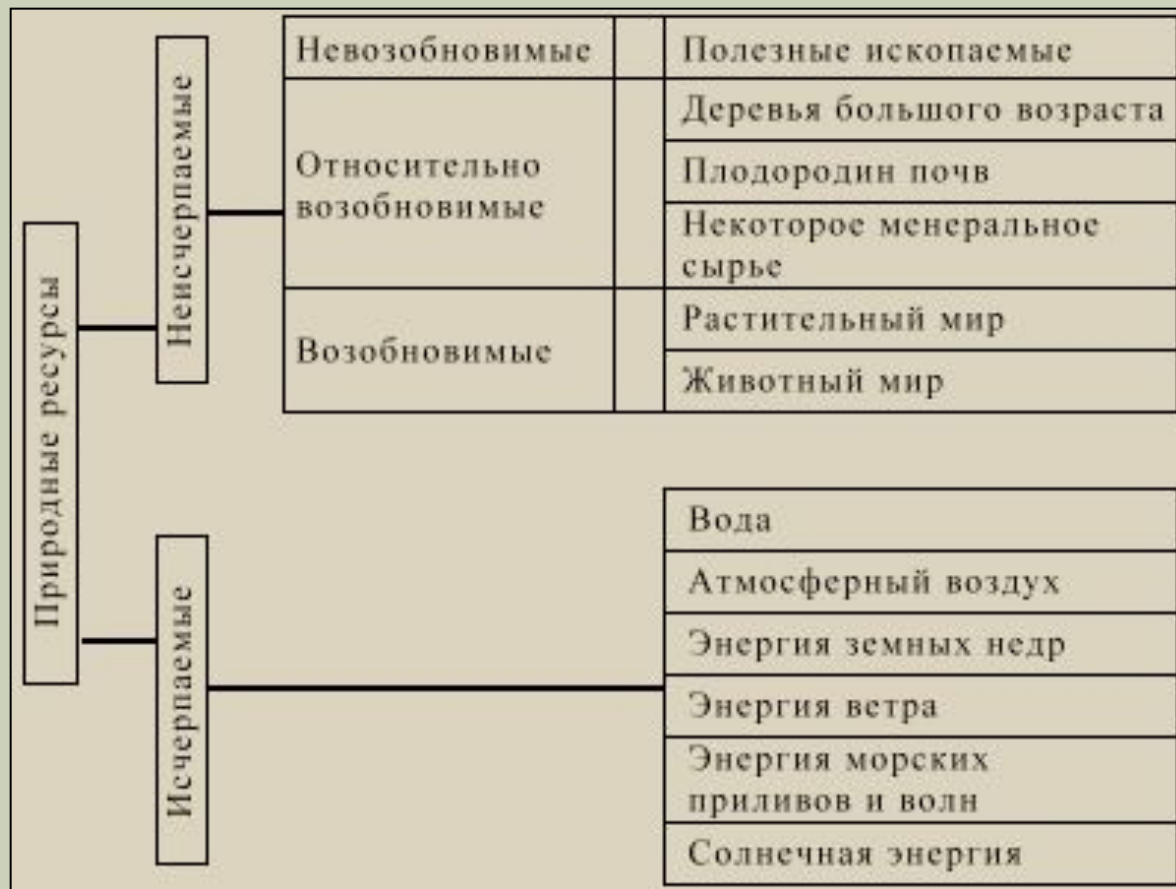 Природные ресурсы
Неисчерпаемые
Невозобновимые
Полезные ископаемые
Относительно
возобновимые
Деревья большого возраста
Плодородин почв
Некоторое менеральное
сырье
Возобновимые
Растительный мир
Животный мир
Исчерпаемые
Вода
Атмосферный воздух
Энергия земных недр
Энергия ветра
Энергия морских
приливов и волн
Солнечная энергия